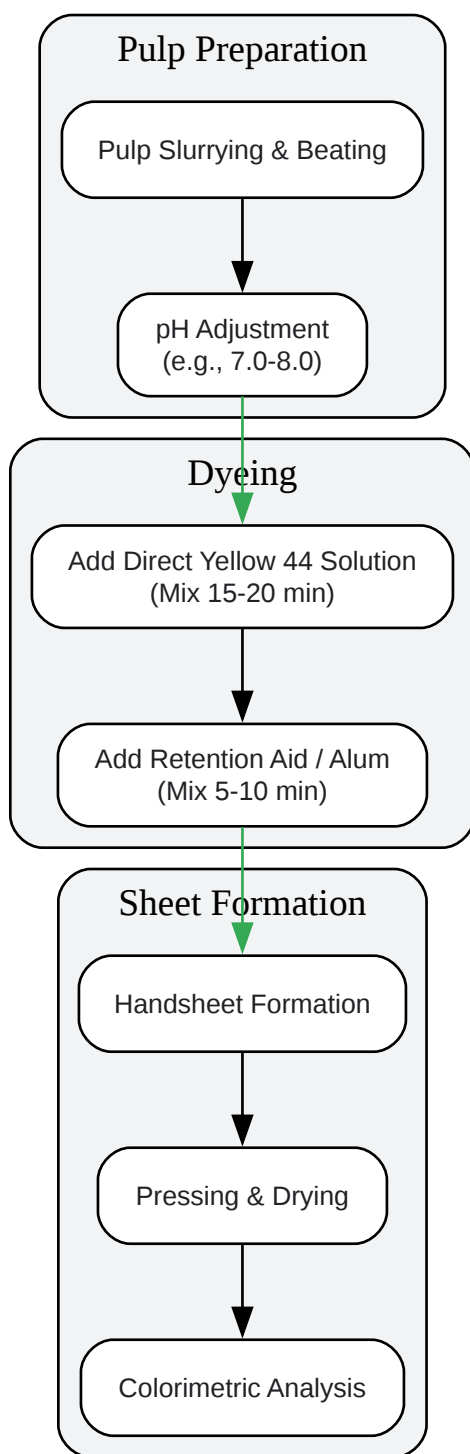 Pulp Preparation
Pulp Slurrying & Beating
pH Adjustment
(e.g., 7.0-8.0)
Dyeing
Add Direct Yellow 44 Solution
(Mix 15-20 min)
Add Retention Aid / Alum
(Mix 5-10 min)
Sheet Formation
Handsheet Formation
Pressing & Drying
Colorimetric Analysis